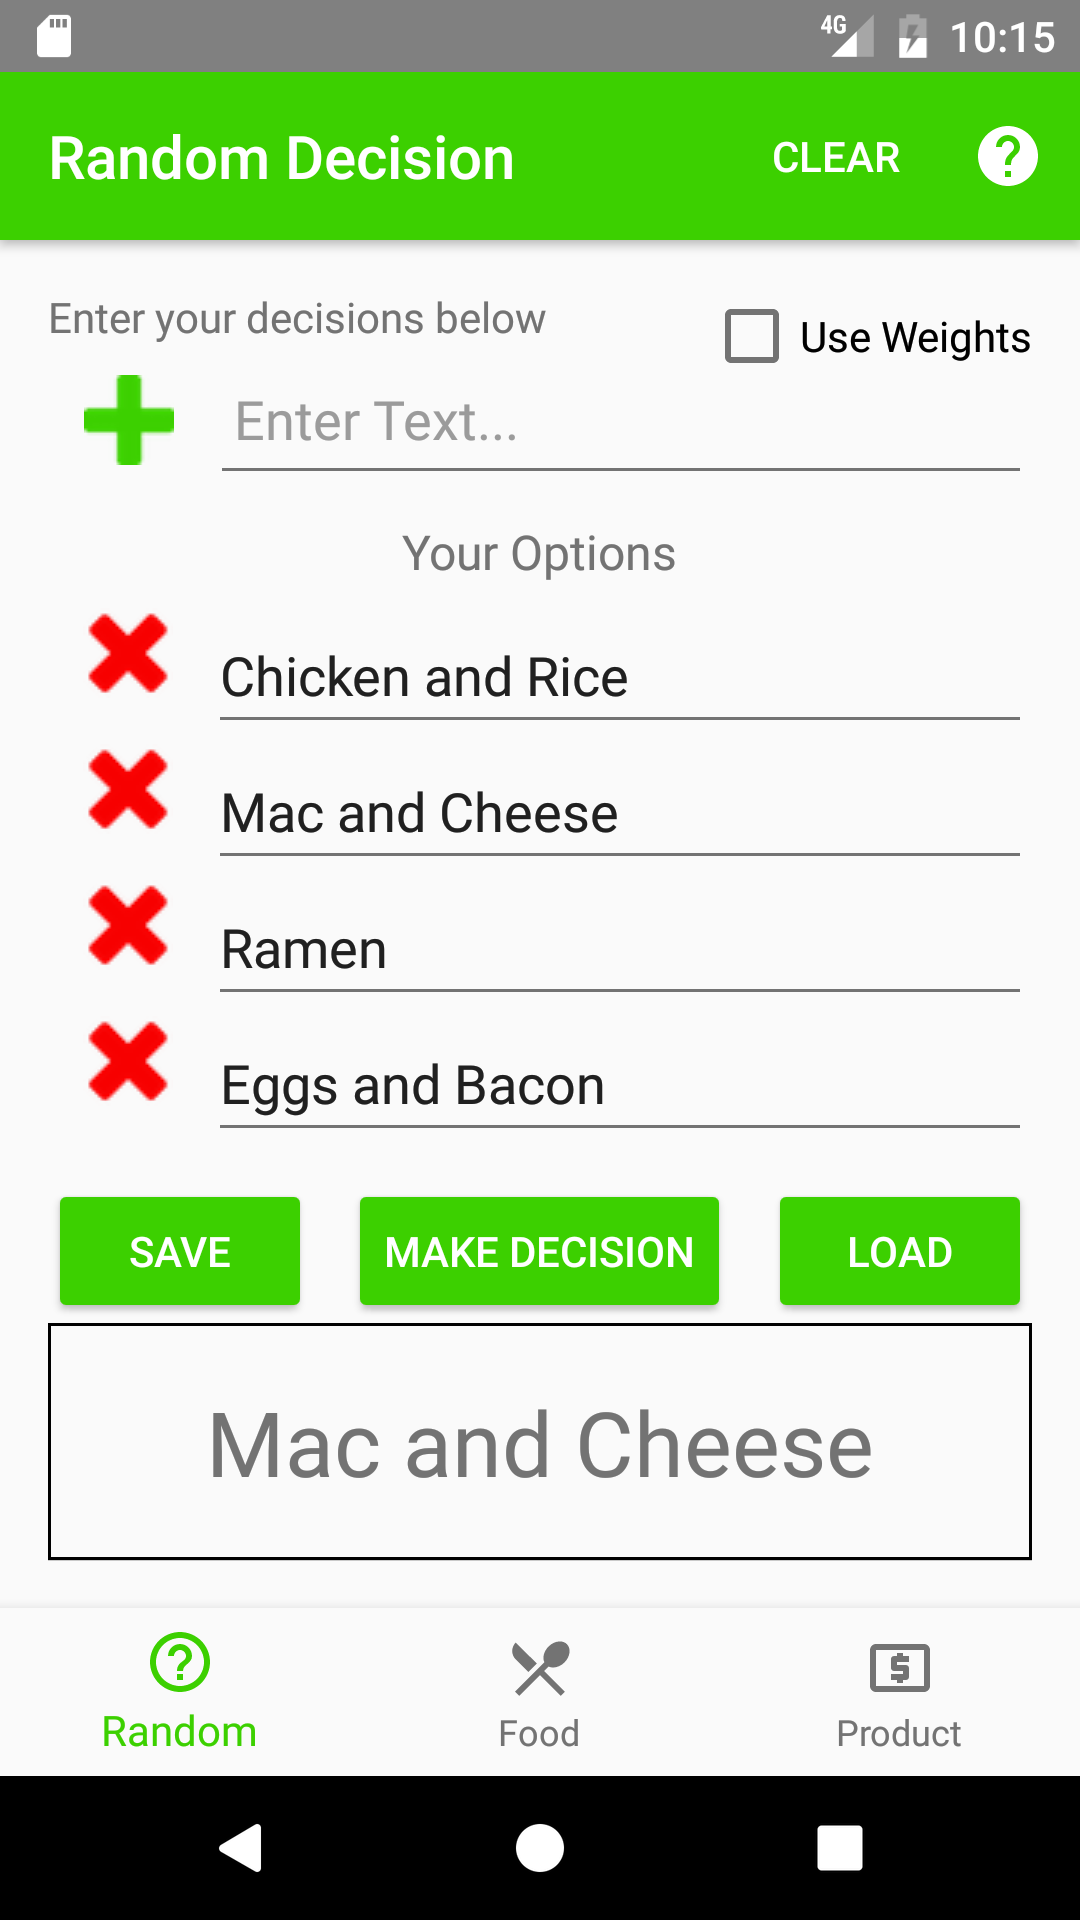 4G 10:15
Random Decision CLEAR
Enter your decisions below
Use Weights
Enter Text...
Your Options
Chicken and Rice
Mac and Cheese
Ramen
Eggs and Bacon
SAVE MAKE DECISION LOAD
Mac and Cheese
Random Food Product